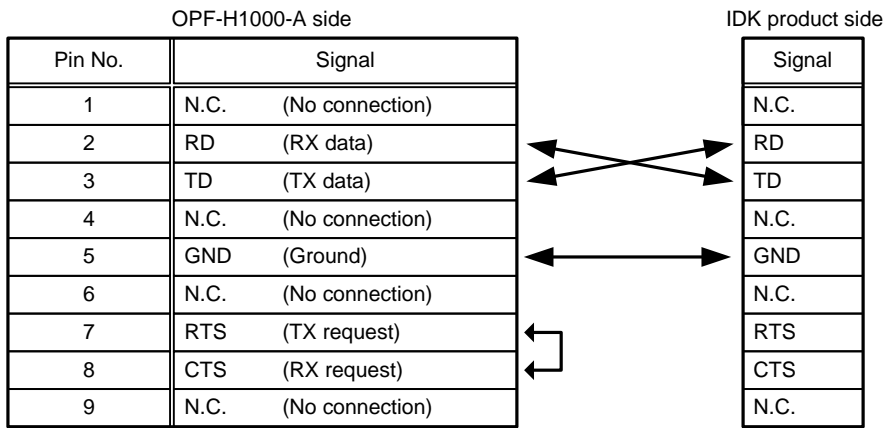 OPF-H1000-A side IDK product side
Pin No. Signal Signal
1 N.C. (No connection) N.C.
2 RD (RX data) RD
3 TD (TX data) TD
4 N.C. (No connection) N.C.
5 GND (Ground) GND
6 N.C. (No connection) N.C.
7 RTS (TX request) RTS
8 CTS (RX request) CTS
9 N.C. (No connection) N.C.